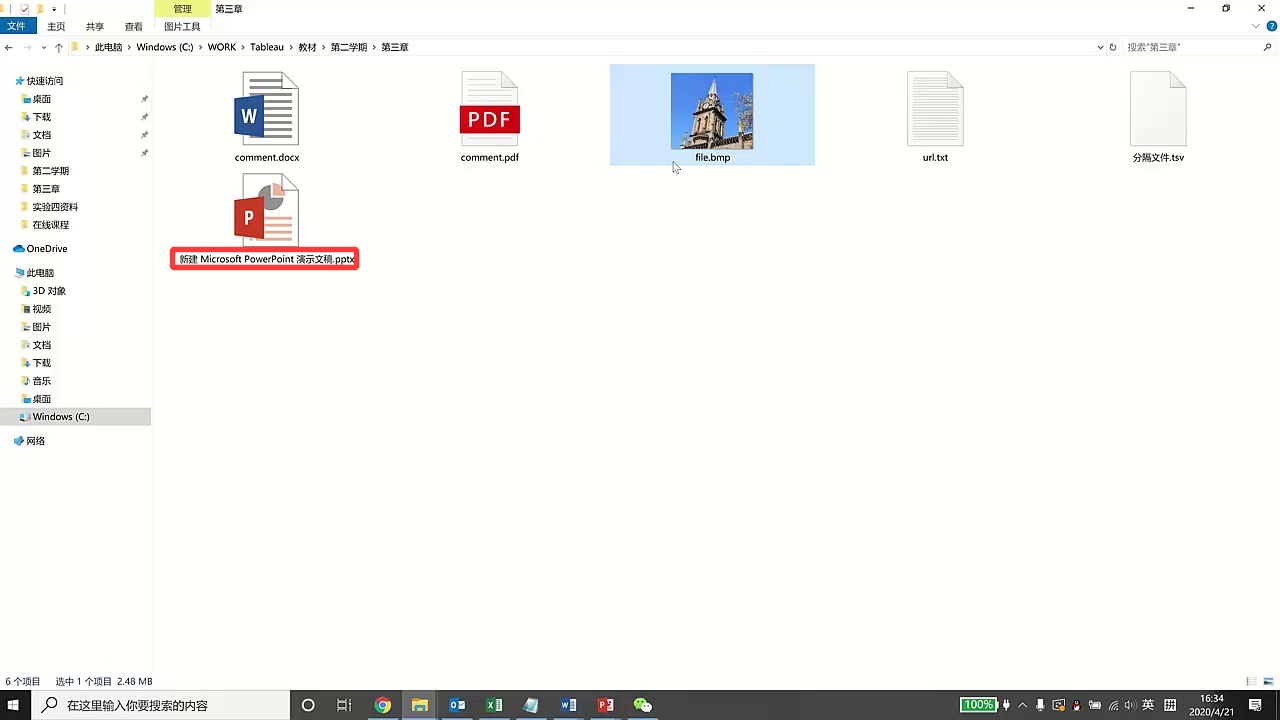 管理
第三章
文件
主页
共享
查看
图片工具
此电脑 › Windows (C:) › WORK › Tableau › 教材 › 第二学期 › 第三章
搜索"第三章"
快速访问
桌面
下载
文档
图片
第二学期
第三章
实验四资料
在线课程
OneDrive
此电脑
3D 对象
视频
图片
文档
下载
音乐
桌面
Windows (C:)
网络
W
comment.docx
PDF
comment.pdf
file.bmp
url.txt
分隔文件.tsv
P
新建 Microsoft PowerPoint 演示文稿.pptx
6 个项目 选中 1 个项目 2.48 MB
在这里输入你要搜索的内容
100%
英
拼
16:34
2020/4/21